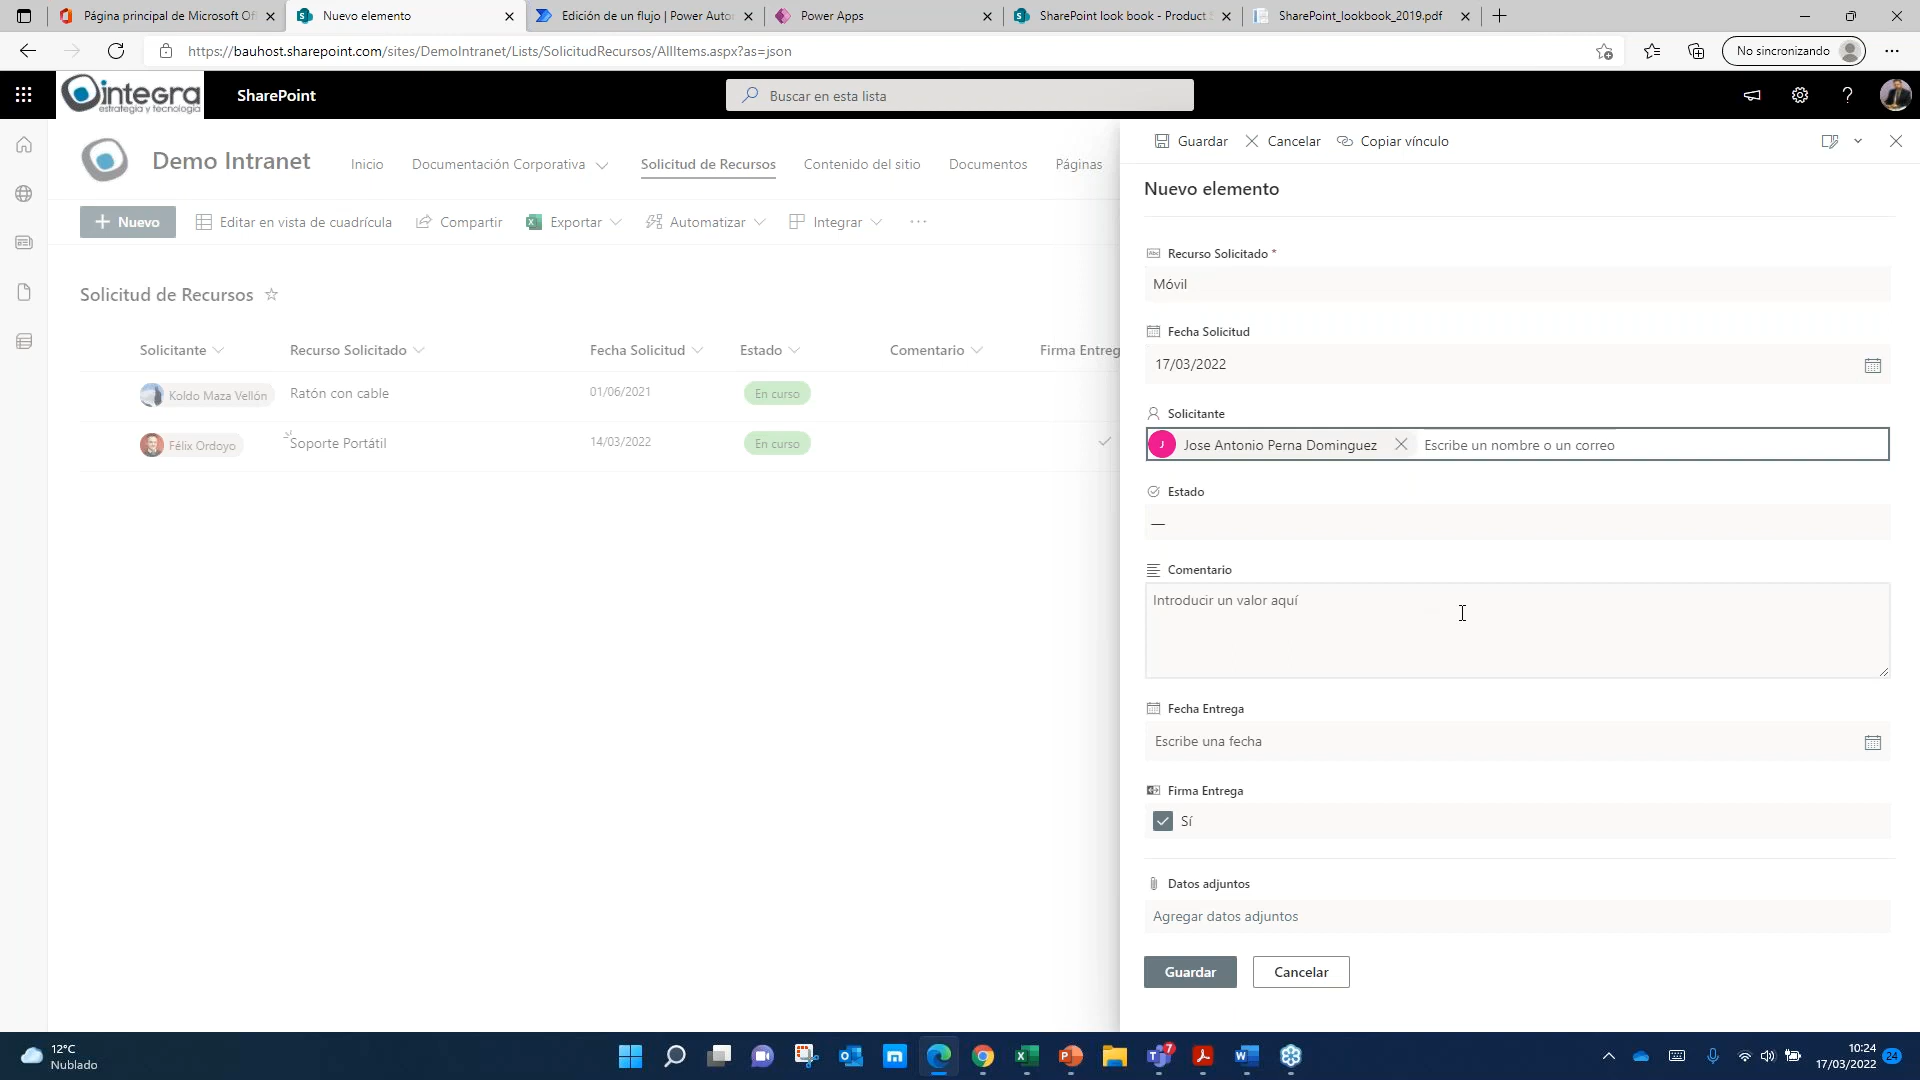 Página principal de Microsoft Of
Nuevo elemento
Edición de un flujo | Power Autor
Power Apps
SharePoint look book - Product S
SharePoint_lookbook_2019.pdf
https://bauhost.sharepoint.com/sites/DemoIntranet/Lists/SolicitudRecursos/AllItems.aspx?as=json
No sincronizando
integra
estrategia y tecnología
SharePoint
Buscar en esta lista
Demo Intranet
Inicio
Documentación Corporativa
Solicitud de Recursos
Contenido del sitio
Documentos
Páginas
Nuevo
Editar en vista de cuadrícula
Compartir
Exportar
Automatizar
Integrar
Solicitud de Recursos
Solicitante
Recurso Solicitado
Fecha Solicitud
Estado
Comentario
Firma Entreg
Koldo Maza Vellón
Ratón con cable
01/06/2021
En curso
Félix Ordoyo
Soporte Portátil
14/03/2022
En curso
Guardar
Cancelar
Copiar vínculo
Nuevo elemento
Recurso Solicitado *
Móvil
Fecha Solicitud
17/03/2022
Solicitante
J
Jose Antonio Perna Dominguez
Escribe un nombre o un correo
Estado
—
Comentario
Introducir un valor aquí
Fecha Entrega
Escribe una fecha
Firma Entrega
Sí
Datos adjuntos
Agregar datos adjuntos
Guardar
Cancelar
12°C
Nublado
7
10:24
17/03/2022
24